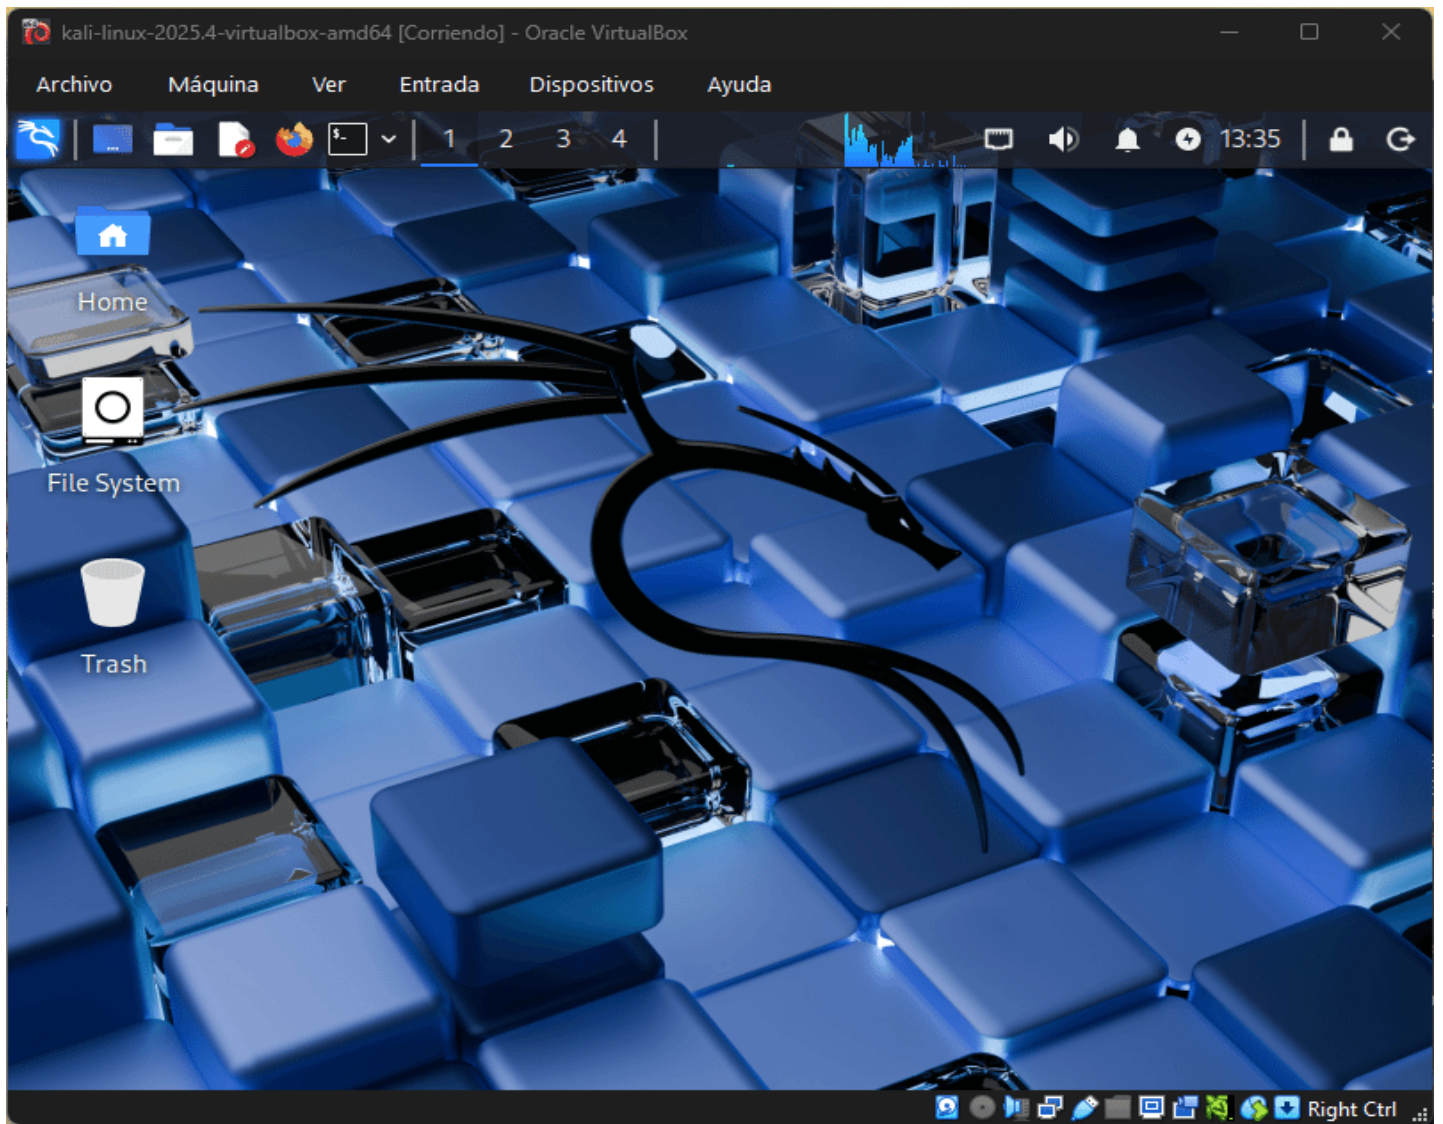 kali-linux-2025.4-virtualbox-amd64 [Corriendo] - Oracle VirtualBox
Archivo Máquina Ver Entrada Dispositivos Ayuda
$_ 1 2 3 4 13:35
Home
File System
Trash
Right Ctrl